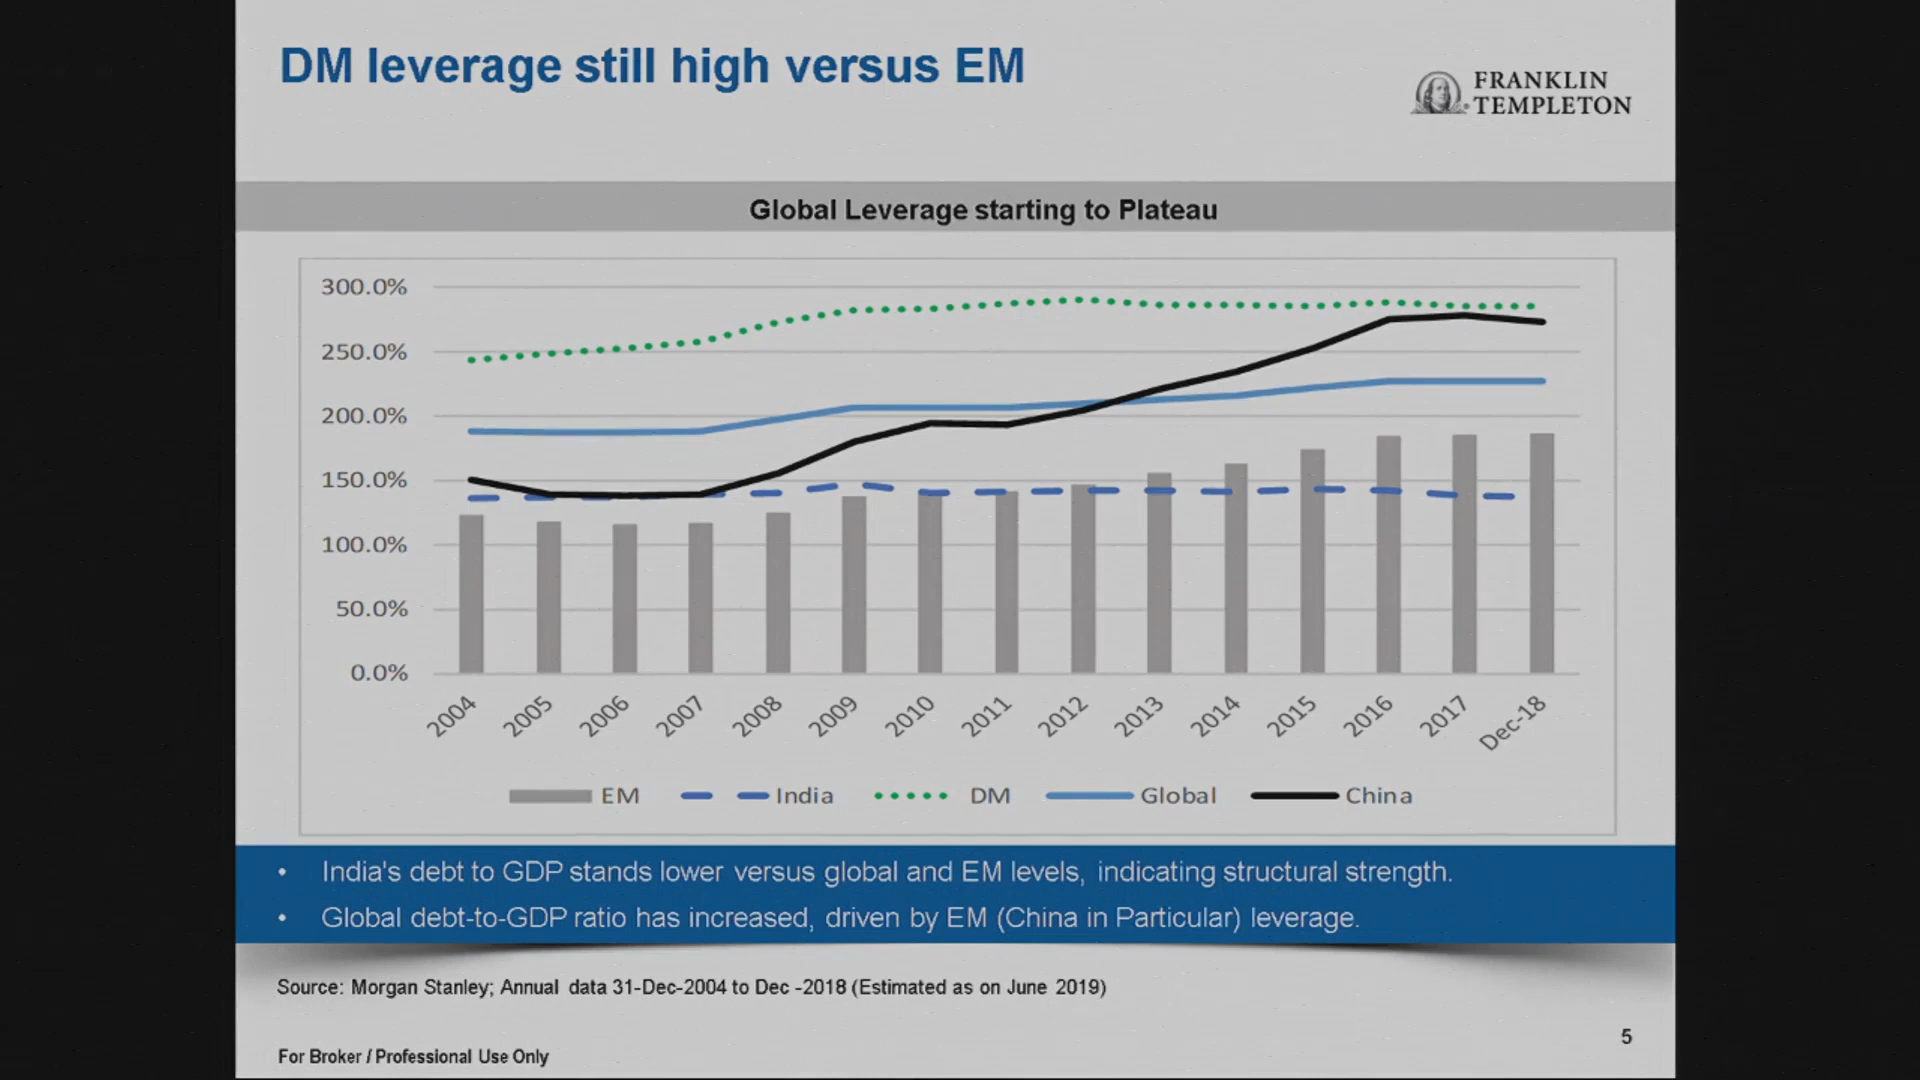 DM leverage still high versus EM
FRANKLIN
TEMPLETON
Global Leverage starting to Plateau
300.0%
250.0%
200.0%
150.0%
100.0%
50.0%
0.0%
2004
2005
2006
2007
2008
2009
2010
2011
2012
2013
2014
2015
2016
2017
Dec-18
EM
India
DM
Global
China
• India's debt to GDP stands lower versus global and EM levels, indicating structural strength.
• Global debt-to-GDP ratio has increased, driven by EM (China in Particular) leverage.
Source: Morgan Stanley; Annual data 31-Dec-2004 to Dec -2018 (Estimated as on June 2019)
5
For Broker / Professional Use Only